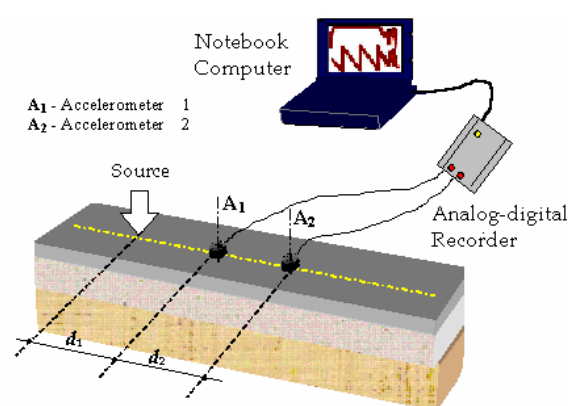 Notebook
Computer
A1 - Accelerometer 1
A2 - Accelerometer 2
Source
A1
A2
Analog-digital
Recorder
d1
d2